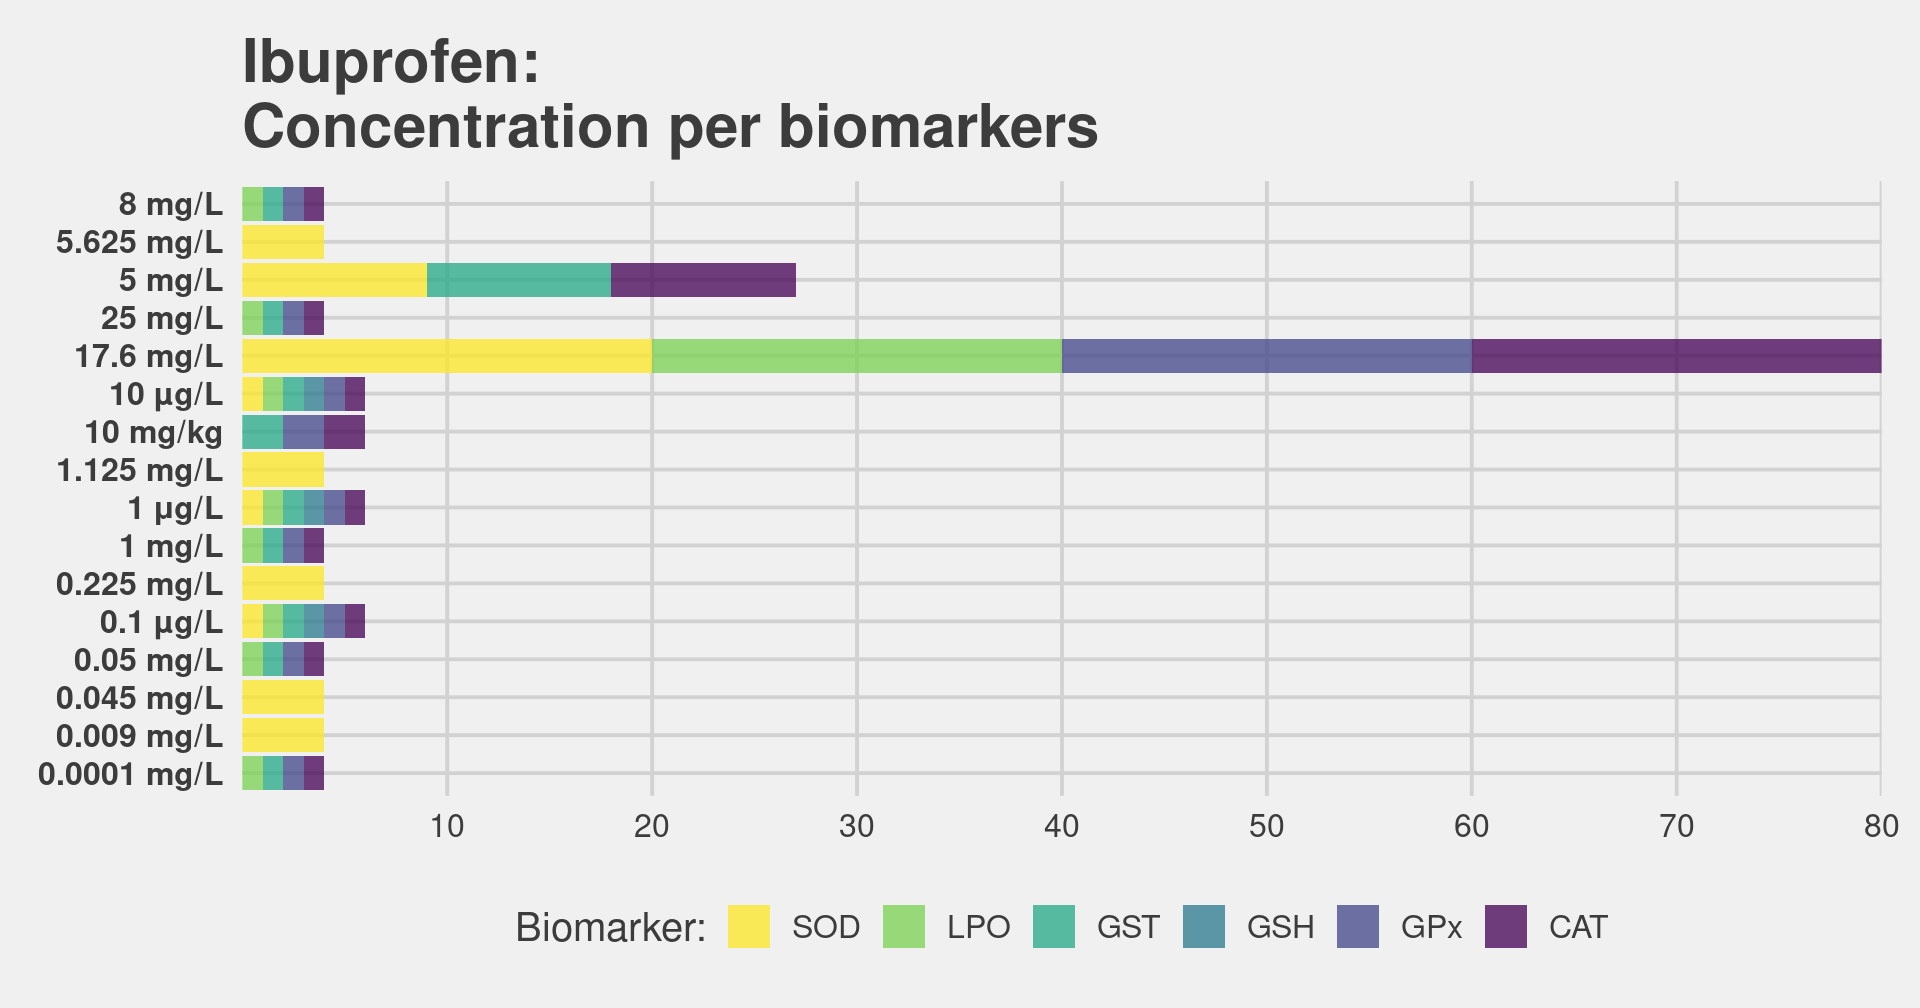 Ibuprofen:
Concentration per biomarkers
8 mg/L
5.625 mg/L
5 mg/L
25 mg/L
17.6 mg/L
10 µg/L
10 mg/kg
1.125 mg/L
1 µg/L
1 mg/L
0.225 mg/L
0.1 µg/L
0.05 mg/L
0.045 mg/L
0.009 mg/L
0.0001 mg/L
10 20 30 40 50 60 70 80
Biomarker: SOD LPO GST GSH GPx CAT